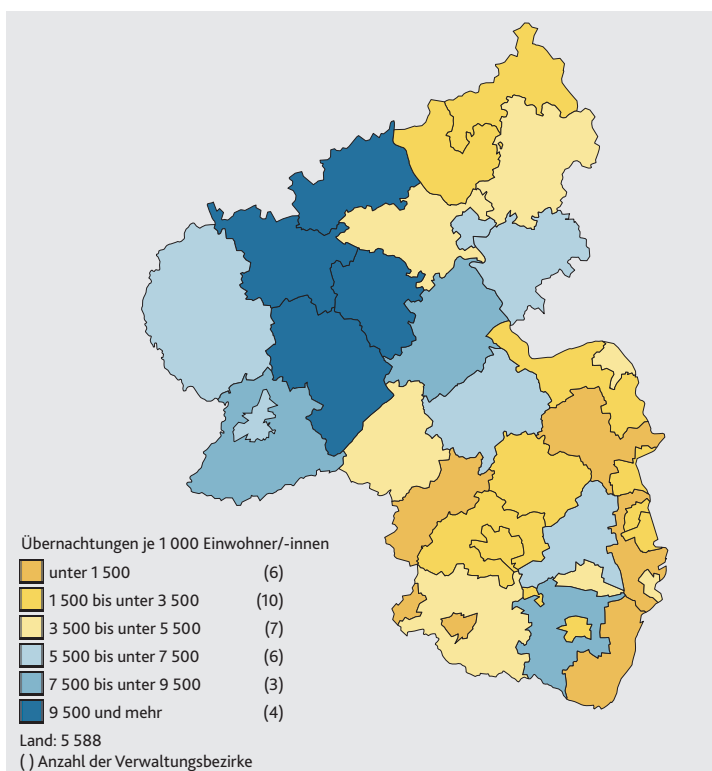 Übernachtungen je 1 000 Einwohner/-innen
unter 1 500 (6)
1 500 bis unter 3 500 (10)
3 500 bis unter 5 500 (7)
5 500 bis unter 7 500 (6)
7 500 bis unter 9 500 (3)
9 500 und mehr (4)
Land: 5 588
( ) Anzahl der Verwaltungsbezirke